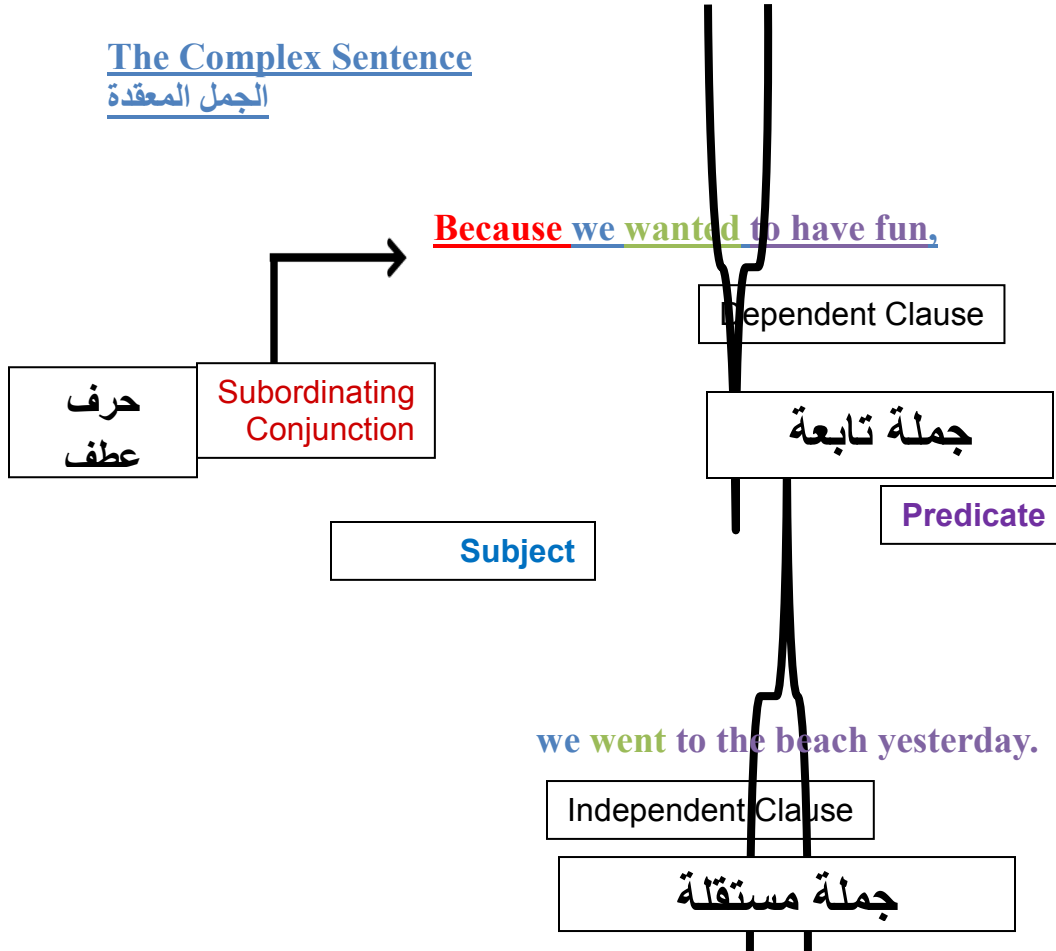 The Complex Sentence
الجمل المعقدة
Because we wanted to have fun,
Dependent Clause
حرف
عطف
Subordinating
Conjunction
جملة تابعة
Predicate
Subject
we went to the beach yesterday.
Independent Clause
جملة مستقلة